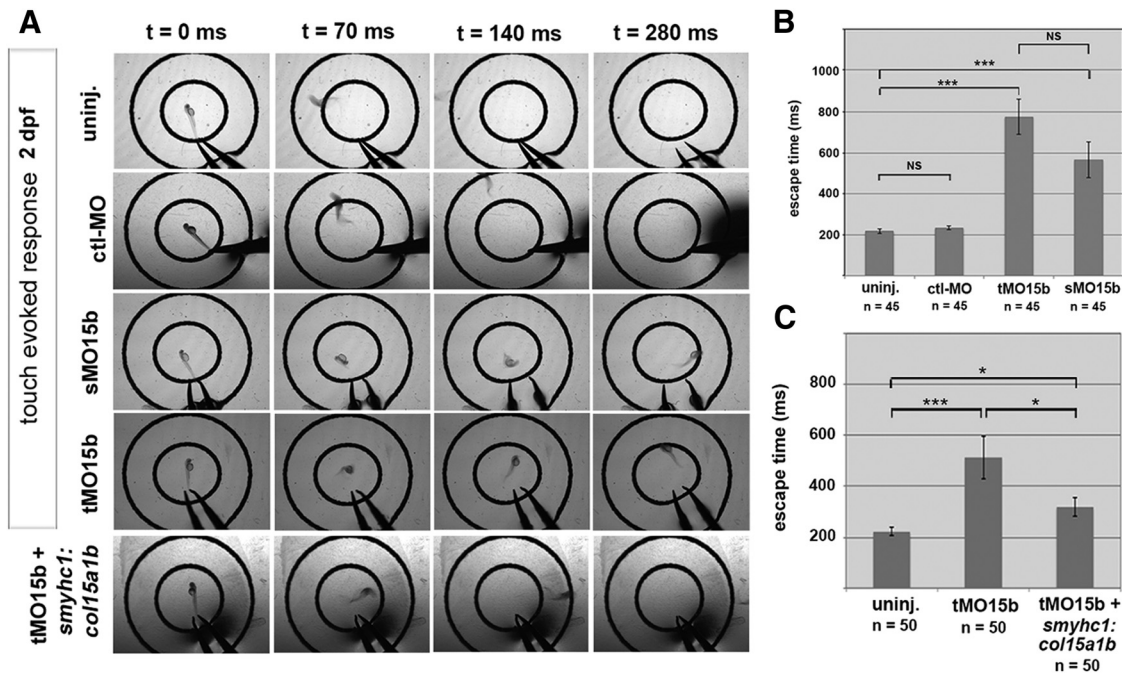 A
t = 0 ms t = 70 ms t = 140 ms t = 280 ms
touch evoked response 2 dpf
uninj.
ctl-MO
sMO15b
tMO15b
tMO15b +
smyhc1:
col15a1b
B
escape time (ms)
1000
800
600
400
200
NS
***
***
NS
uninj. ctl-MO tMO15b sMO15b
n = 45 n = 45 n = 45 n = 45
C
escape time (ms)
800
600
400
200
*
*** *
uninj. tMO15b tMO15b +
n = 50 n = 50 smyhc1:
col15a1b
n = 50